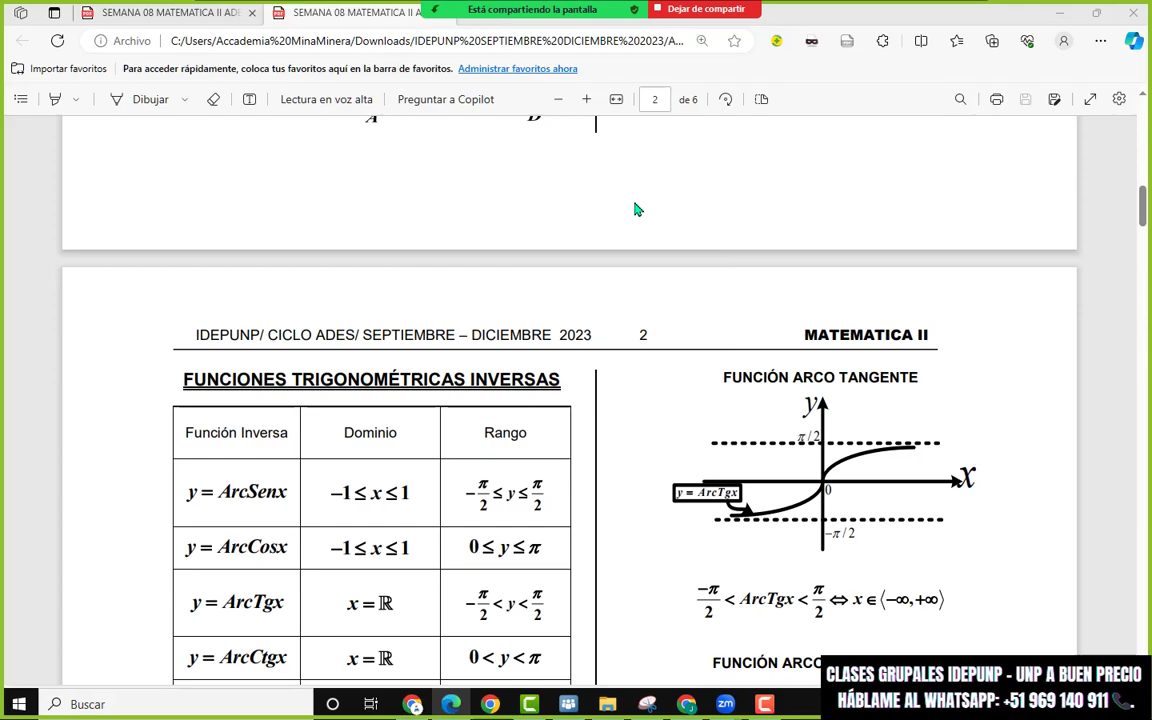 SEMANA 08 MATEMATICA II ADE
SEMANA 08 MATEMATICA II A
Está compartiendo la pantalla
Dejar de compartir
Archivo
C:/Users/Accademia%20MinaMinera/Downloads/IDEPUNP%20SEPTIEMBRE%20DICIEMBRE%202023/A...
Importar favoritos
Para acceder rápidamente, coloca tus favoritos aquí en la barra de favoritos. Administrar favoritos ahora
Dibujar
Lectura en voz alta
Preguntar a Copilot
2 de 6
IDEPUNP/ CICLO ADES/ SEPTIEMBRE – DICIEMBRE 2023 2 MATEMATICA II
FUNCIONES TRIGONOMÉTRICAS INVERSAS
Función Inversa Dominio Rango
y = ArcSenx −1 ≤ x ≤ 1 −π/2 ≤ y ≤ π/2
y = ArcCosx −1 ≤ x ≤ 1 0 ≤ y ≤ π
y = ArcTgx x = ℝ −π/2 < y < π/2
y = ArcCtgx x = ℝ 0 < y < π
FUNCIÓN ARCO TANGENTE
y
π/2
x
y = ArcTgx
0
−π/2
−π/2 < ArcTgx < π/2 ⇔ x ∈ ⟨−∞, +∞⟩
FUNCIÓN ARCO
CLASES GRUPALES IDEPUNP - UNP A BUEN PRECIO
HÁBLAME AL WHATSAPP: +51 969 140 911
Buscar